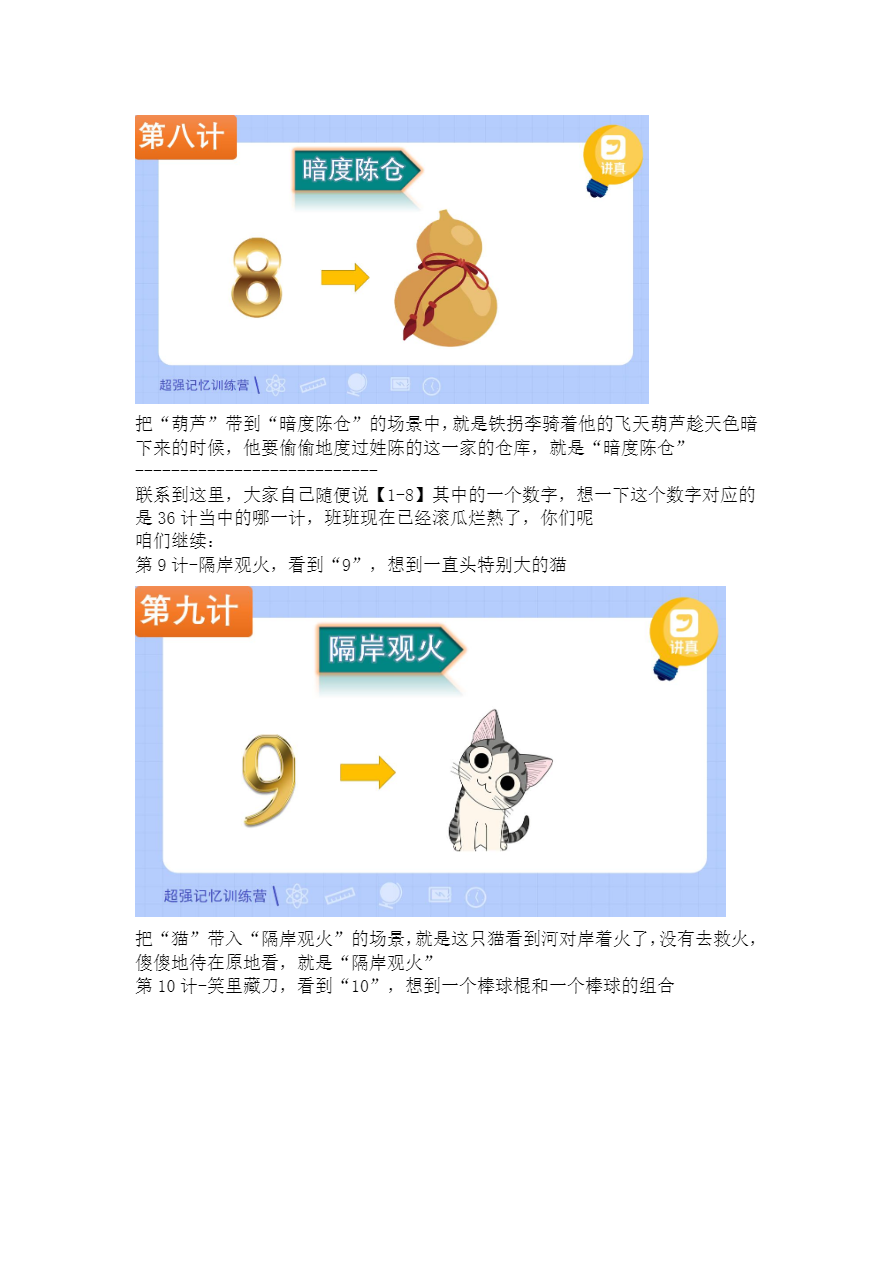 第八计
暗度陈仓
讲真
8
超强记忆训练营
把“葫芦”带到“暗度陈仓”的场景中，就是铁拐李骑着他的飞天葫芦趁天色暗
下来的时候，他要偷偷地度过姓陈的这一家的仓库，就是“暗度陈仓”
---------------------------
联系到这里，大家自己随便说【1-8】其中的一个数字，想一下这个数字对应的
是 36 计当中的哪一计，班班现在已经滚瓜烂熟了，你们呢
咱们继续：
第 9 计-隔岸观火，看到“9”，想到一直头特别大的猫
第九计
隔岸观火
讲真
9
超强记忆训练营
把“猫”带入“隔岸观火”的场景，就是这只猫看到河对岸着火了，没有去救火，
傻傻地待在原地看，就是“隔岸观火”
第 10 计-笑里藏刀，看到“10”，想到一个棒球棍和一个棒球的组合